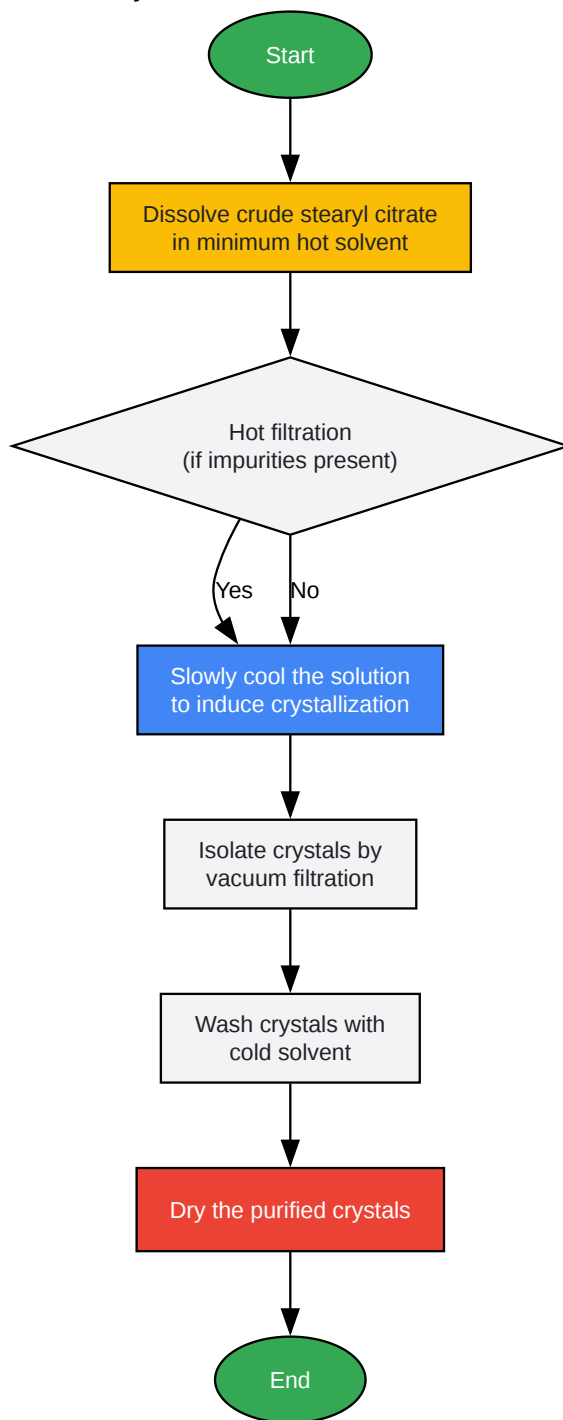 Start
Dissolve crude stearyl citrate
in minimum hot solvent
Hot filtration
(if impurities present)
Yes
No
Slowly cool the solution
to induce crystallization
Isolate crystals by
vacuum filtration
Wash crystals with
cold solvent
Dry the purified crystals
End